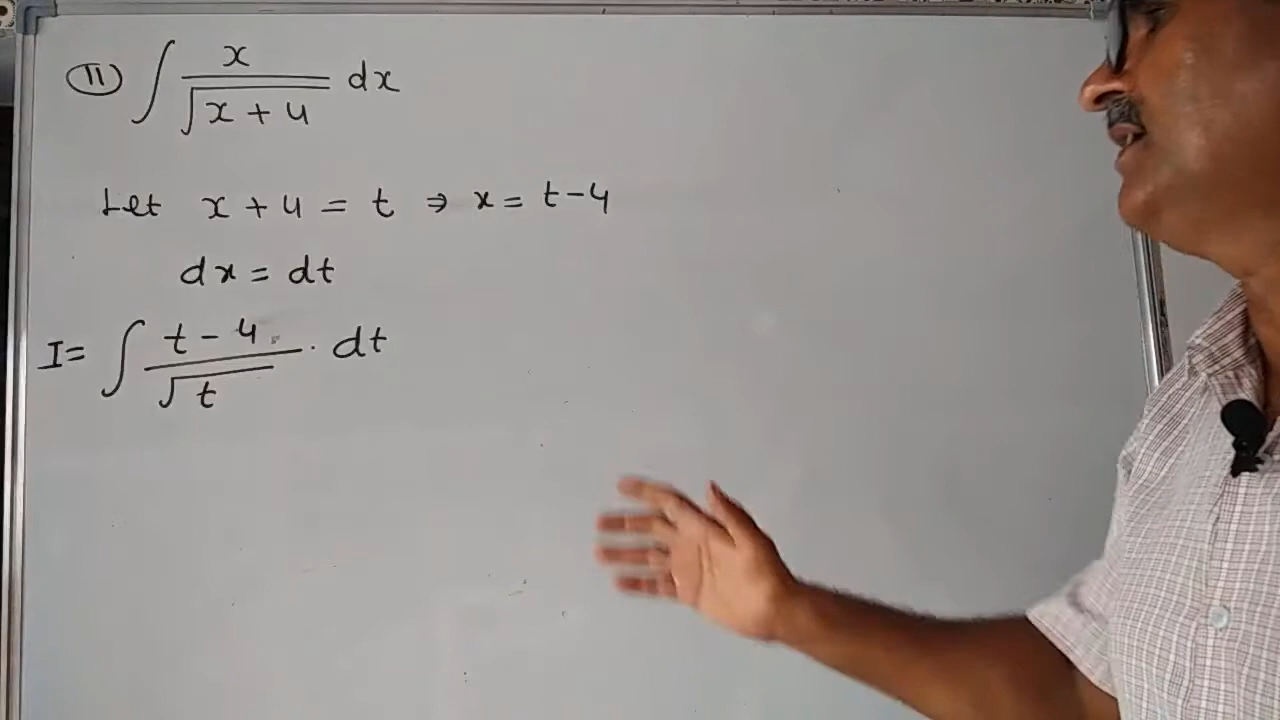 ⑪ ∫ x/√(x + 4) dx
Let x + 4 = t ⇒ x = t - 4
dx = dt
I = ∫ (t - 4)/√t . dt